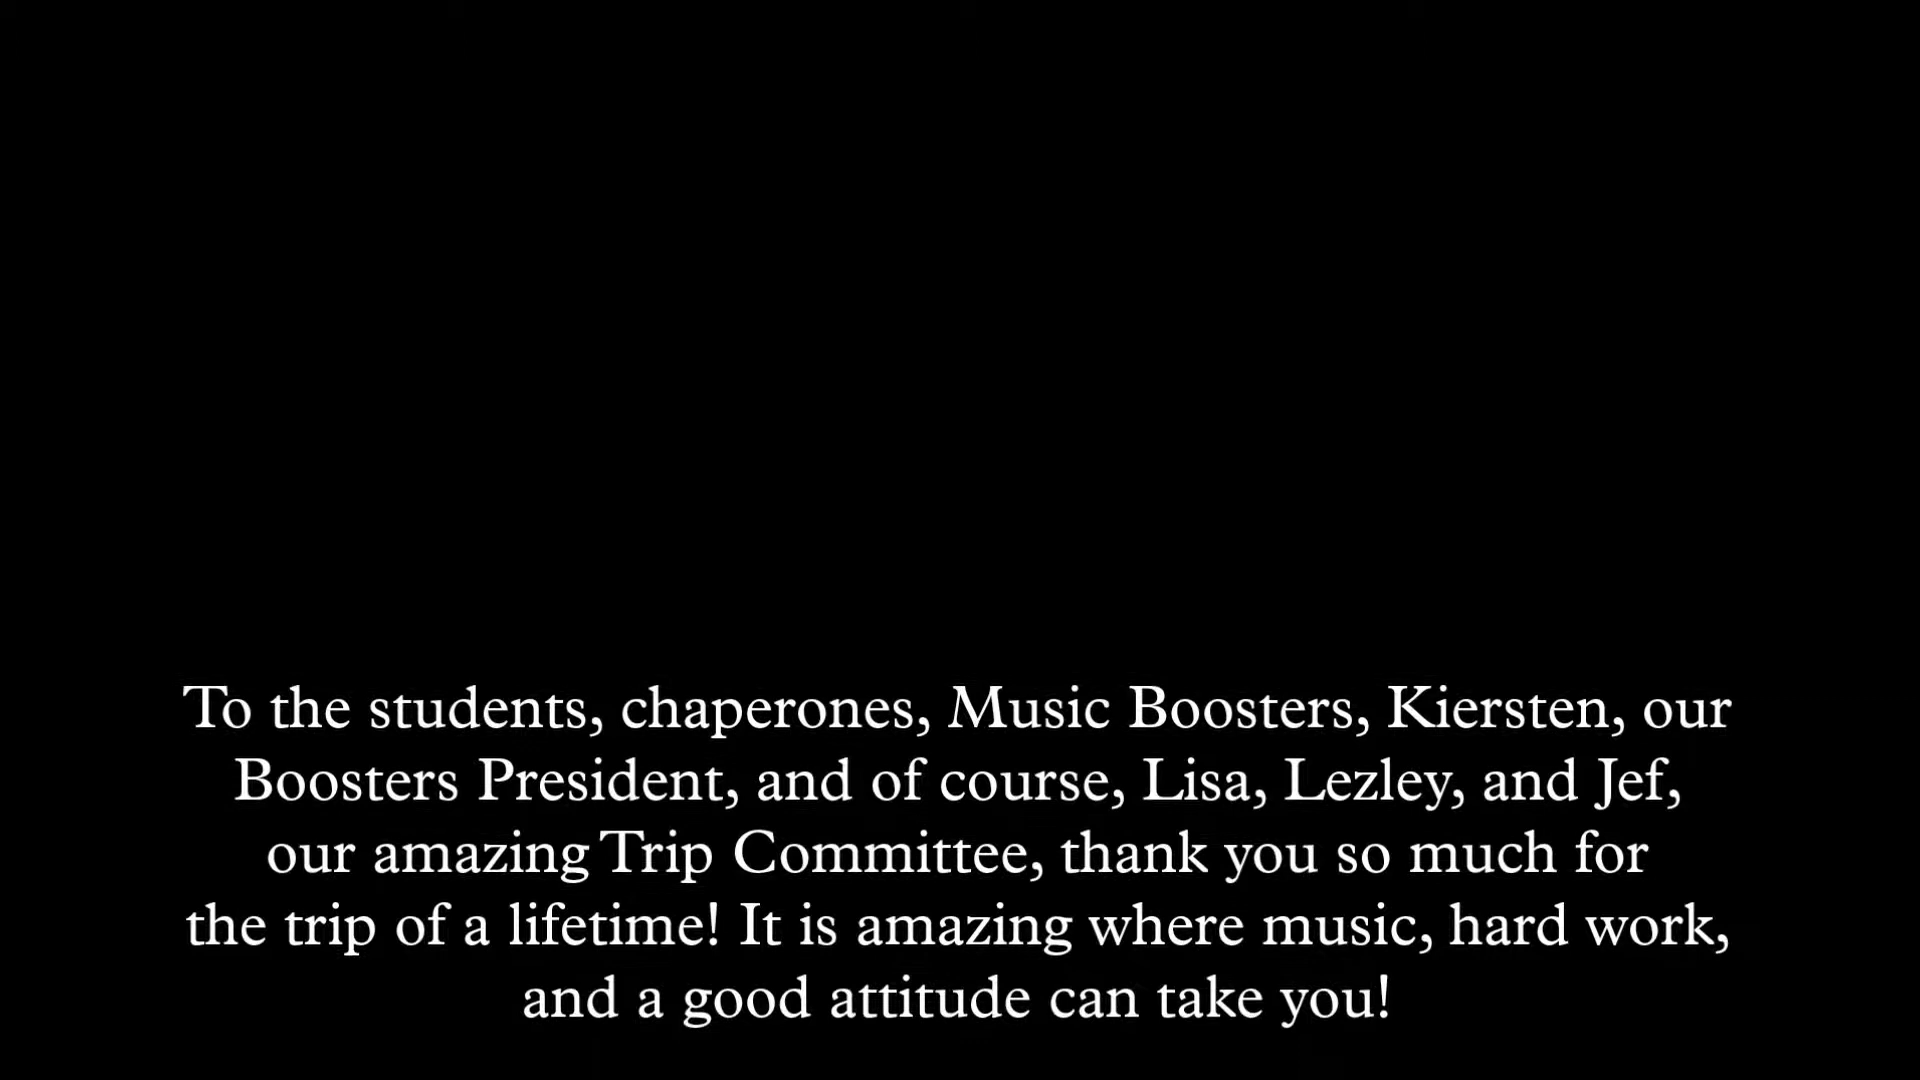 To the students, chaperones, Music Boosters, Kiersten, our
Boosters President, and of course, Lisa, Lezley, and Jef,
our amazing Trip Committee, thank you so much for
the trip of a lifetime! It is amazing where music, hard work,
and a good attitude can take you!